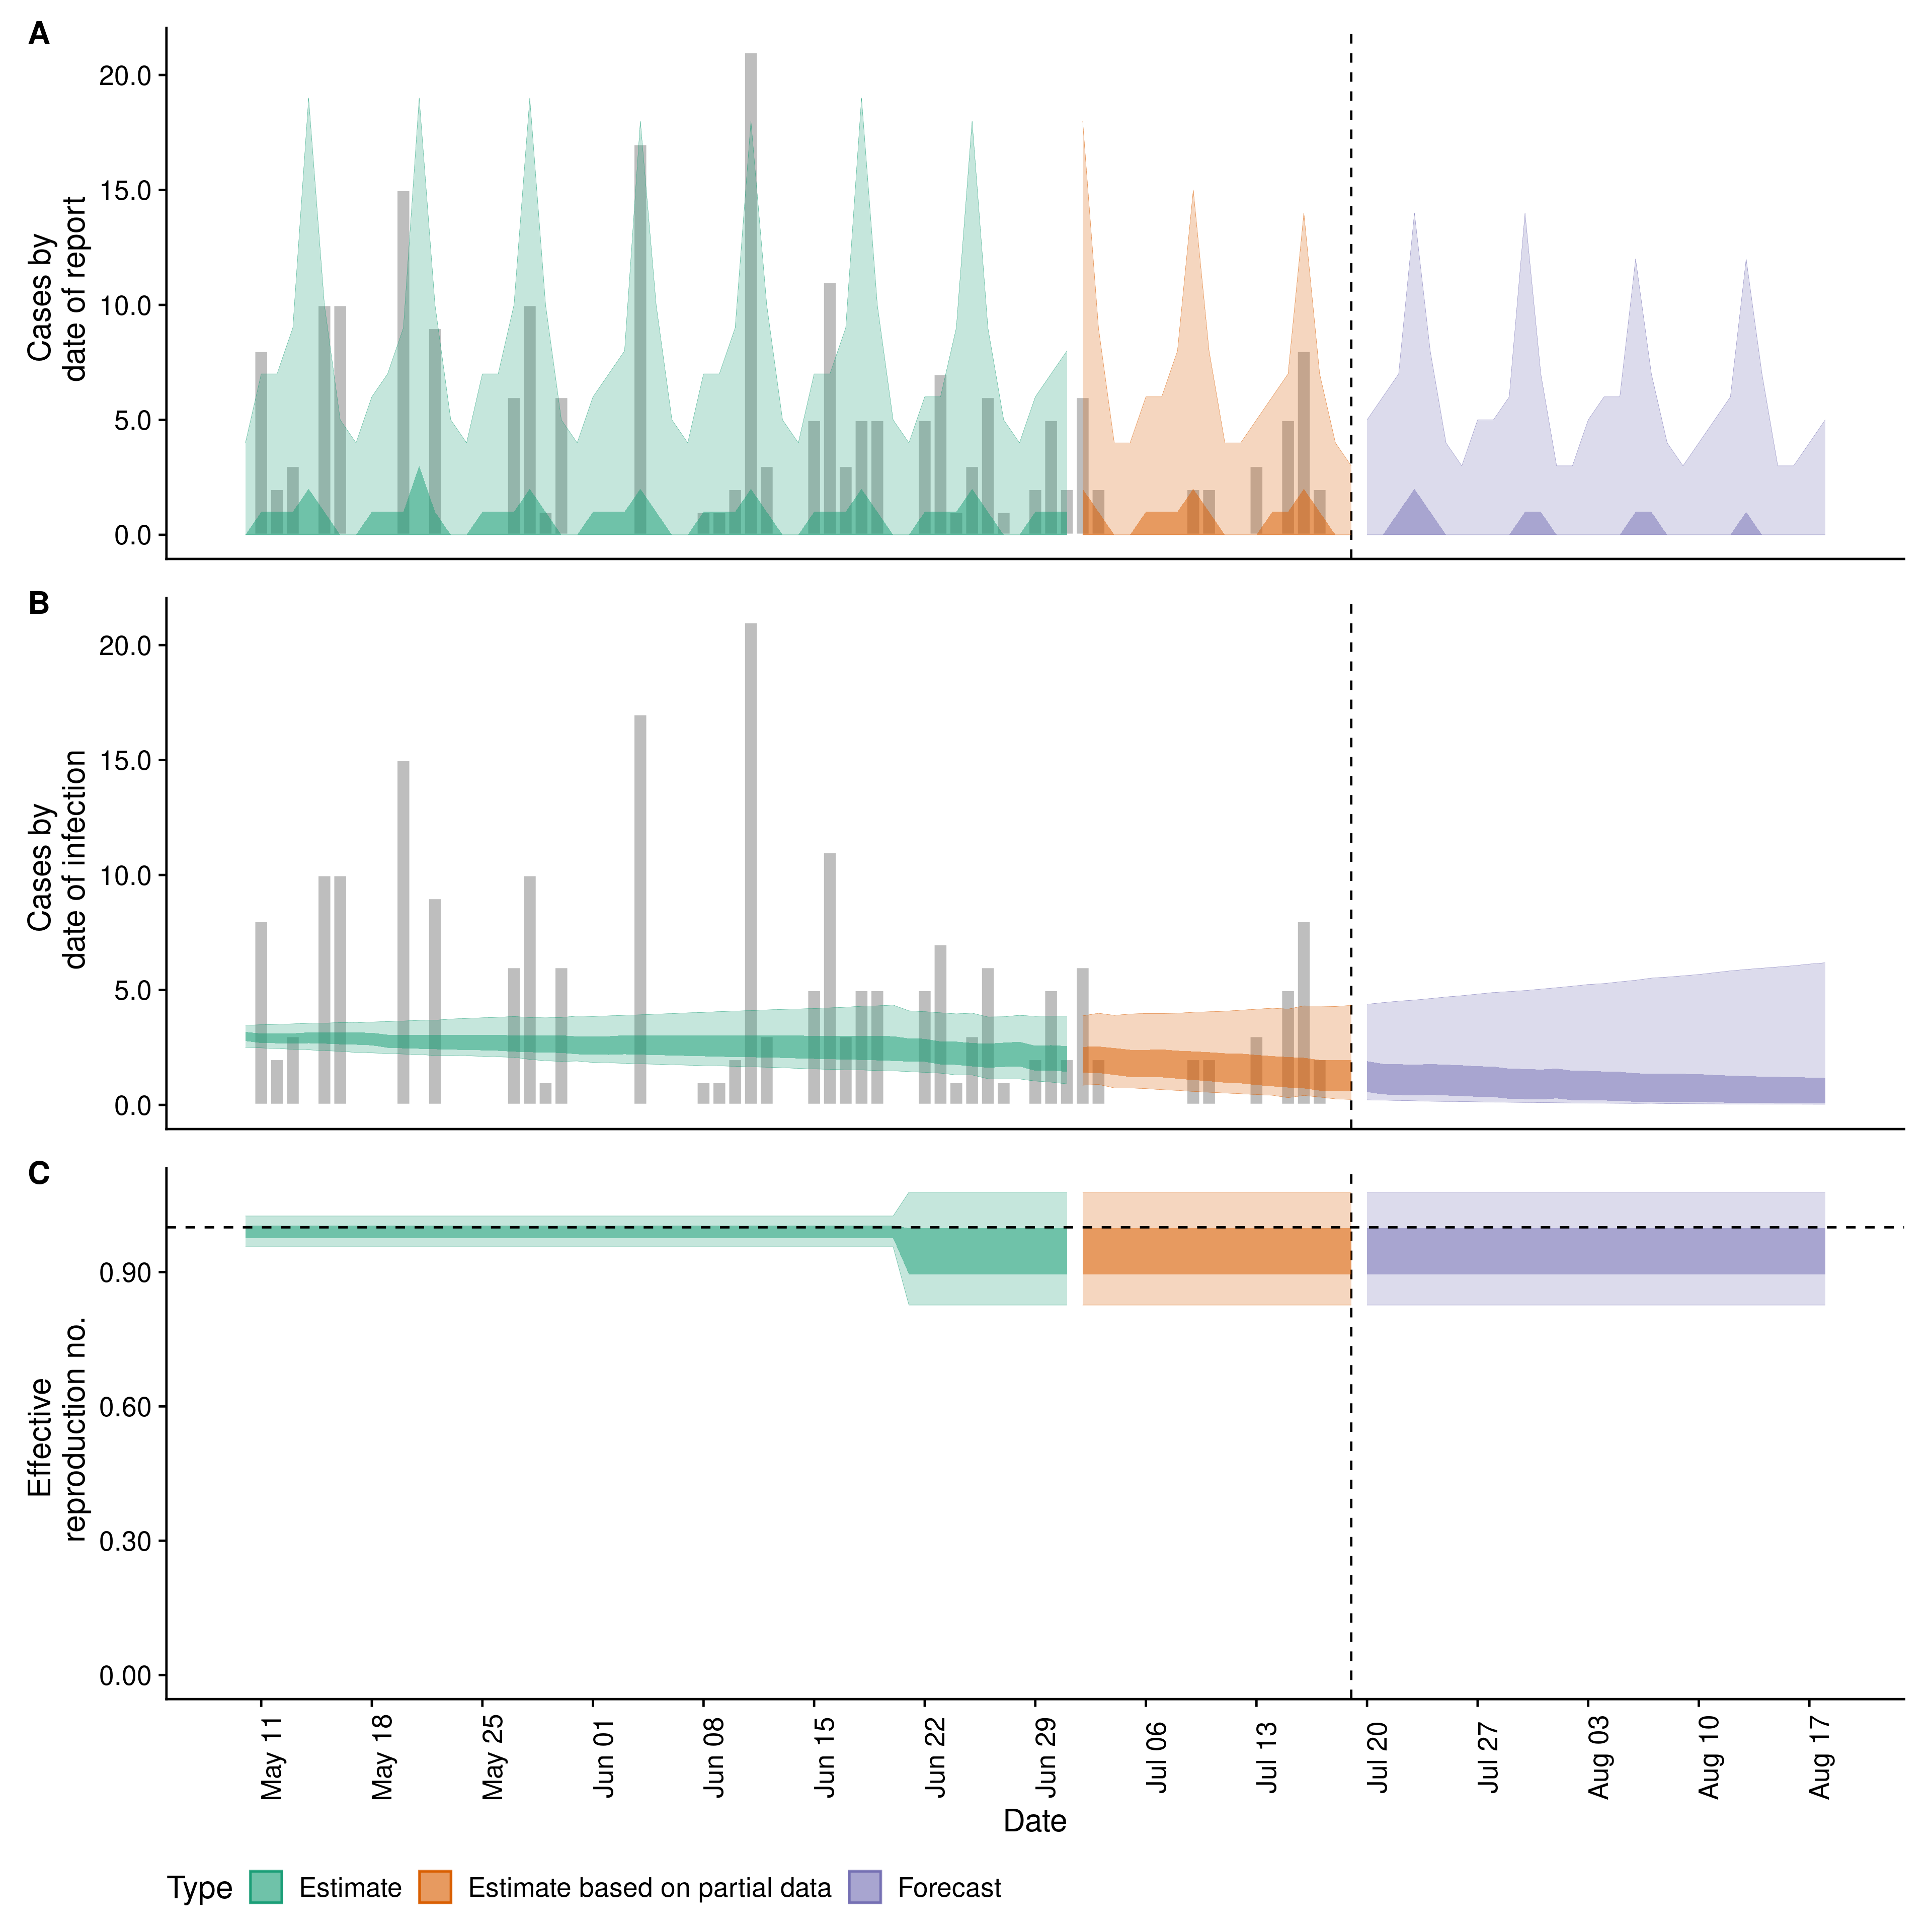 A
20.0
15.0
10.0
5.0
0.0
Cases by
date of report
B
20.0
15.0
10.0
5.0
0.0
Cases by
date of infection
C
0.90
0.60
0.30
0.00
Effective
reproduction no.
May 11
May 18
May 25
Jun 01
Jun 08
Jun 15
Jun 22
Jun 29
Jul 06
Jul 13
Jul 20
Jul 27
Aug 03
Aug 10
Aug 17
Date
Type Estimate Estimate based on partial data Forecast